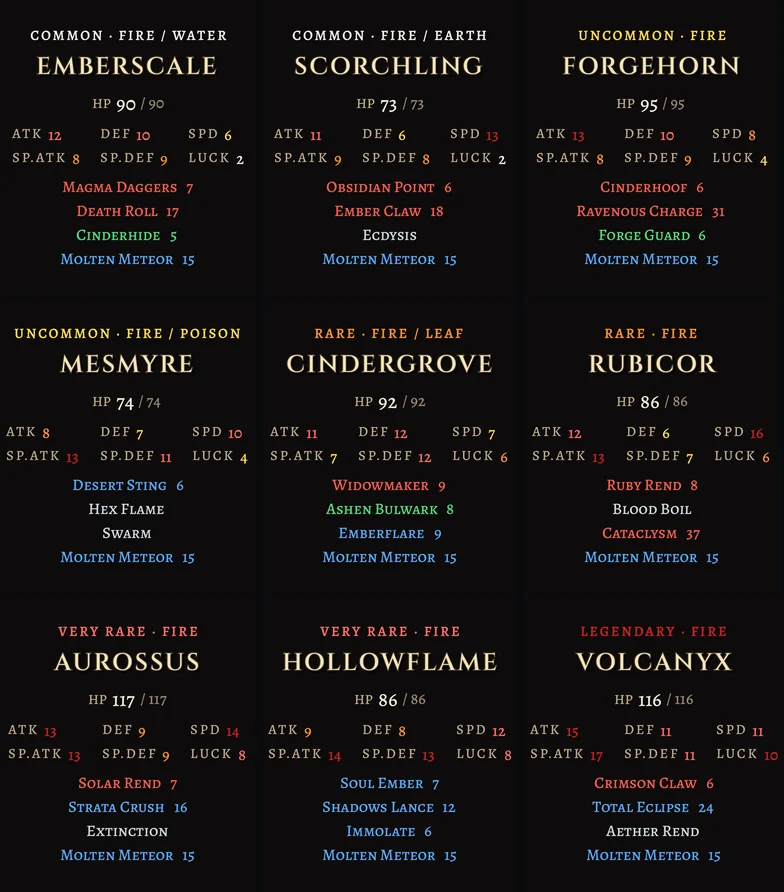 COMMON · FIRE / WATER
EMBERSCALE
HP 90 / 90
ATK 12 DEF 10 SPD 6
SP.ATK 8 SP.DEF 9 LUCK 2
MAGMA DAGGERS 7
DEATH ROLL 17
CINDERHIDE 5
MOLTEN METEOR 15
COMMON · FIRE / EARTH
SCORCHLING
HP 73 / 73
ATK 11 DEF 6 SPD 13
SP.ATK 9 SP.DEF 8 LUCK 2
OBSIDIAN POINT 6
EMBER CLAW 18
ECDYSIS
MOLTEN METEOR 15
UNCOMMON · FIRE
FORGEHORN
HP 95 / 95
ATK 13 DEF 10 SPD 8
SP.ATK 8 SP.DEF 9 LUCK 4
CINDERHOOF 6
RAVENOUS CHARGE 31
FORGE GUARD 6
MOLTEN METEOR 15
UNCOMMON · FIRE / POISON
MESMYRE
HP 74 / 74
ATK 8 DEF 7 SPD 10
SP.ATK 13 SP.DEF 11 LUCK 4
DESERT STING 6
HEX FLAME
SWARM
MOLTEN METEOR 15
RARE · FIRE / LEAF
CINDERGROVE
HP 92 / 92
ATK 11 DEF 12 SPD 7
SP.ATK 7 SP.DEF 12 LUCK 6
WIDOWMAKER 9
ASHEN BULWARK 8
EMBERFLARE 9
MOLTEN METEOR 15
RARE · FIRE
RUBICOR
HP 86 / 86
ATK 12 DEF 6 SPD 16
SP.ATK 13 SP.DEF 7 LUCK 6
RUBY REND 8
BLOOD BOIL
CATACLYSM 37
MOLTEN METEOR 15
VERY RARE · FIRE
AUROSSUS
HP 117 / 117
ATK 13 DEF 9 SPD 14
SP.ATK 13 SP.DEF 9 LUCK 8
SOLAR REND 7
STRATA CRUSH 16
EXTINCTION
MOLTEN METEOR 15
VERY RARE · FIRE
HOLLOWFLAME
HP 86 / 86
ATK 9 DEF 8 SPD 12
SP.ATK 14 SP.DEF 13 LUCK 8
SOUL EMBER 7
SHADOWS LANCE 12
IMMOLATE 6
MOLTEN METEOR 15
LEGENDARY · FIRE
VOLCANYX
HP 116 / 116
ATK 15 DEF 11 SPD 11
SP.ATK 17 SP.DEF 11 LUCK 10
CRIMSON CLAW 6
TOTAL ECLIPSE 24
AETHER REND
MOLTEN METEOR 15